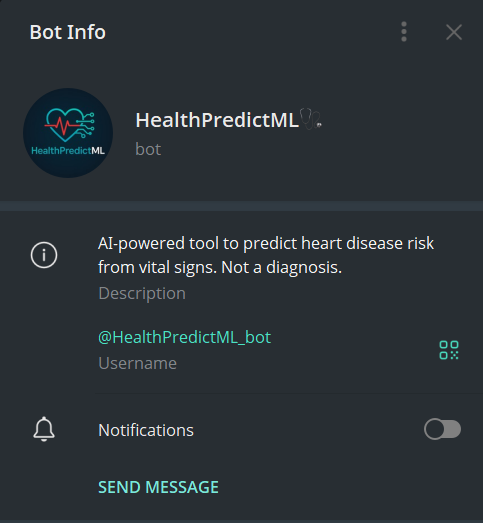 Bot Info
HealthPredictML
HealthPredictML🩺
bot
AI-powered tool to predict heart disease risk
from vital signs. Not a diagnosis.
Description
@HealthPredictML_bot
Username
Notifications
SEND MESSAGE